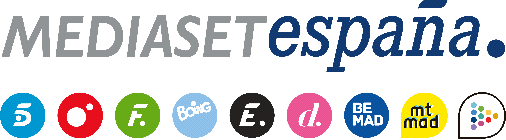 MEDIASETespaña.
5 F. BOiNG E. d. BE MAD mt mad